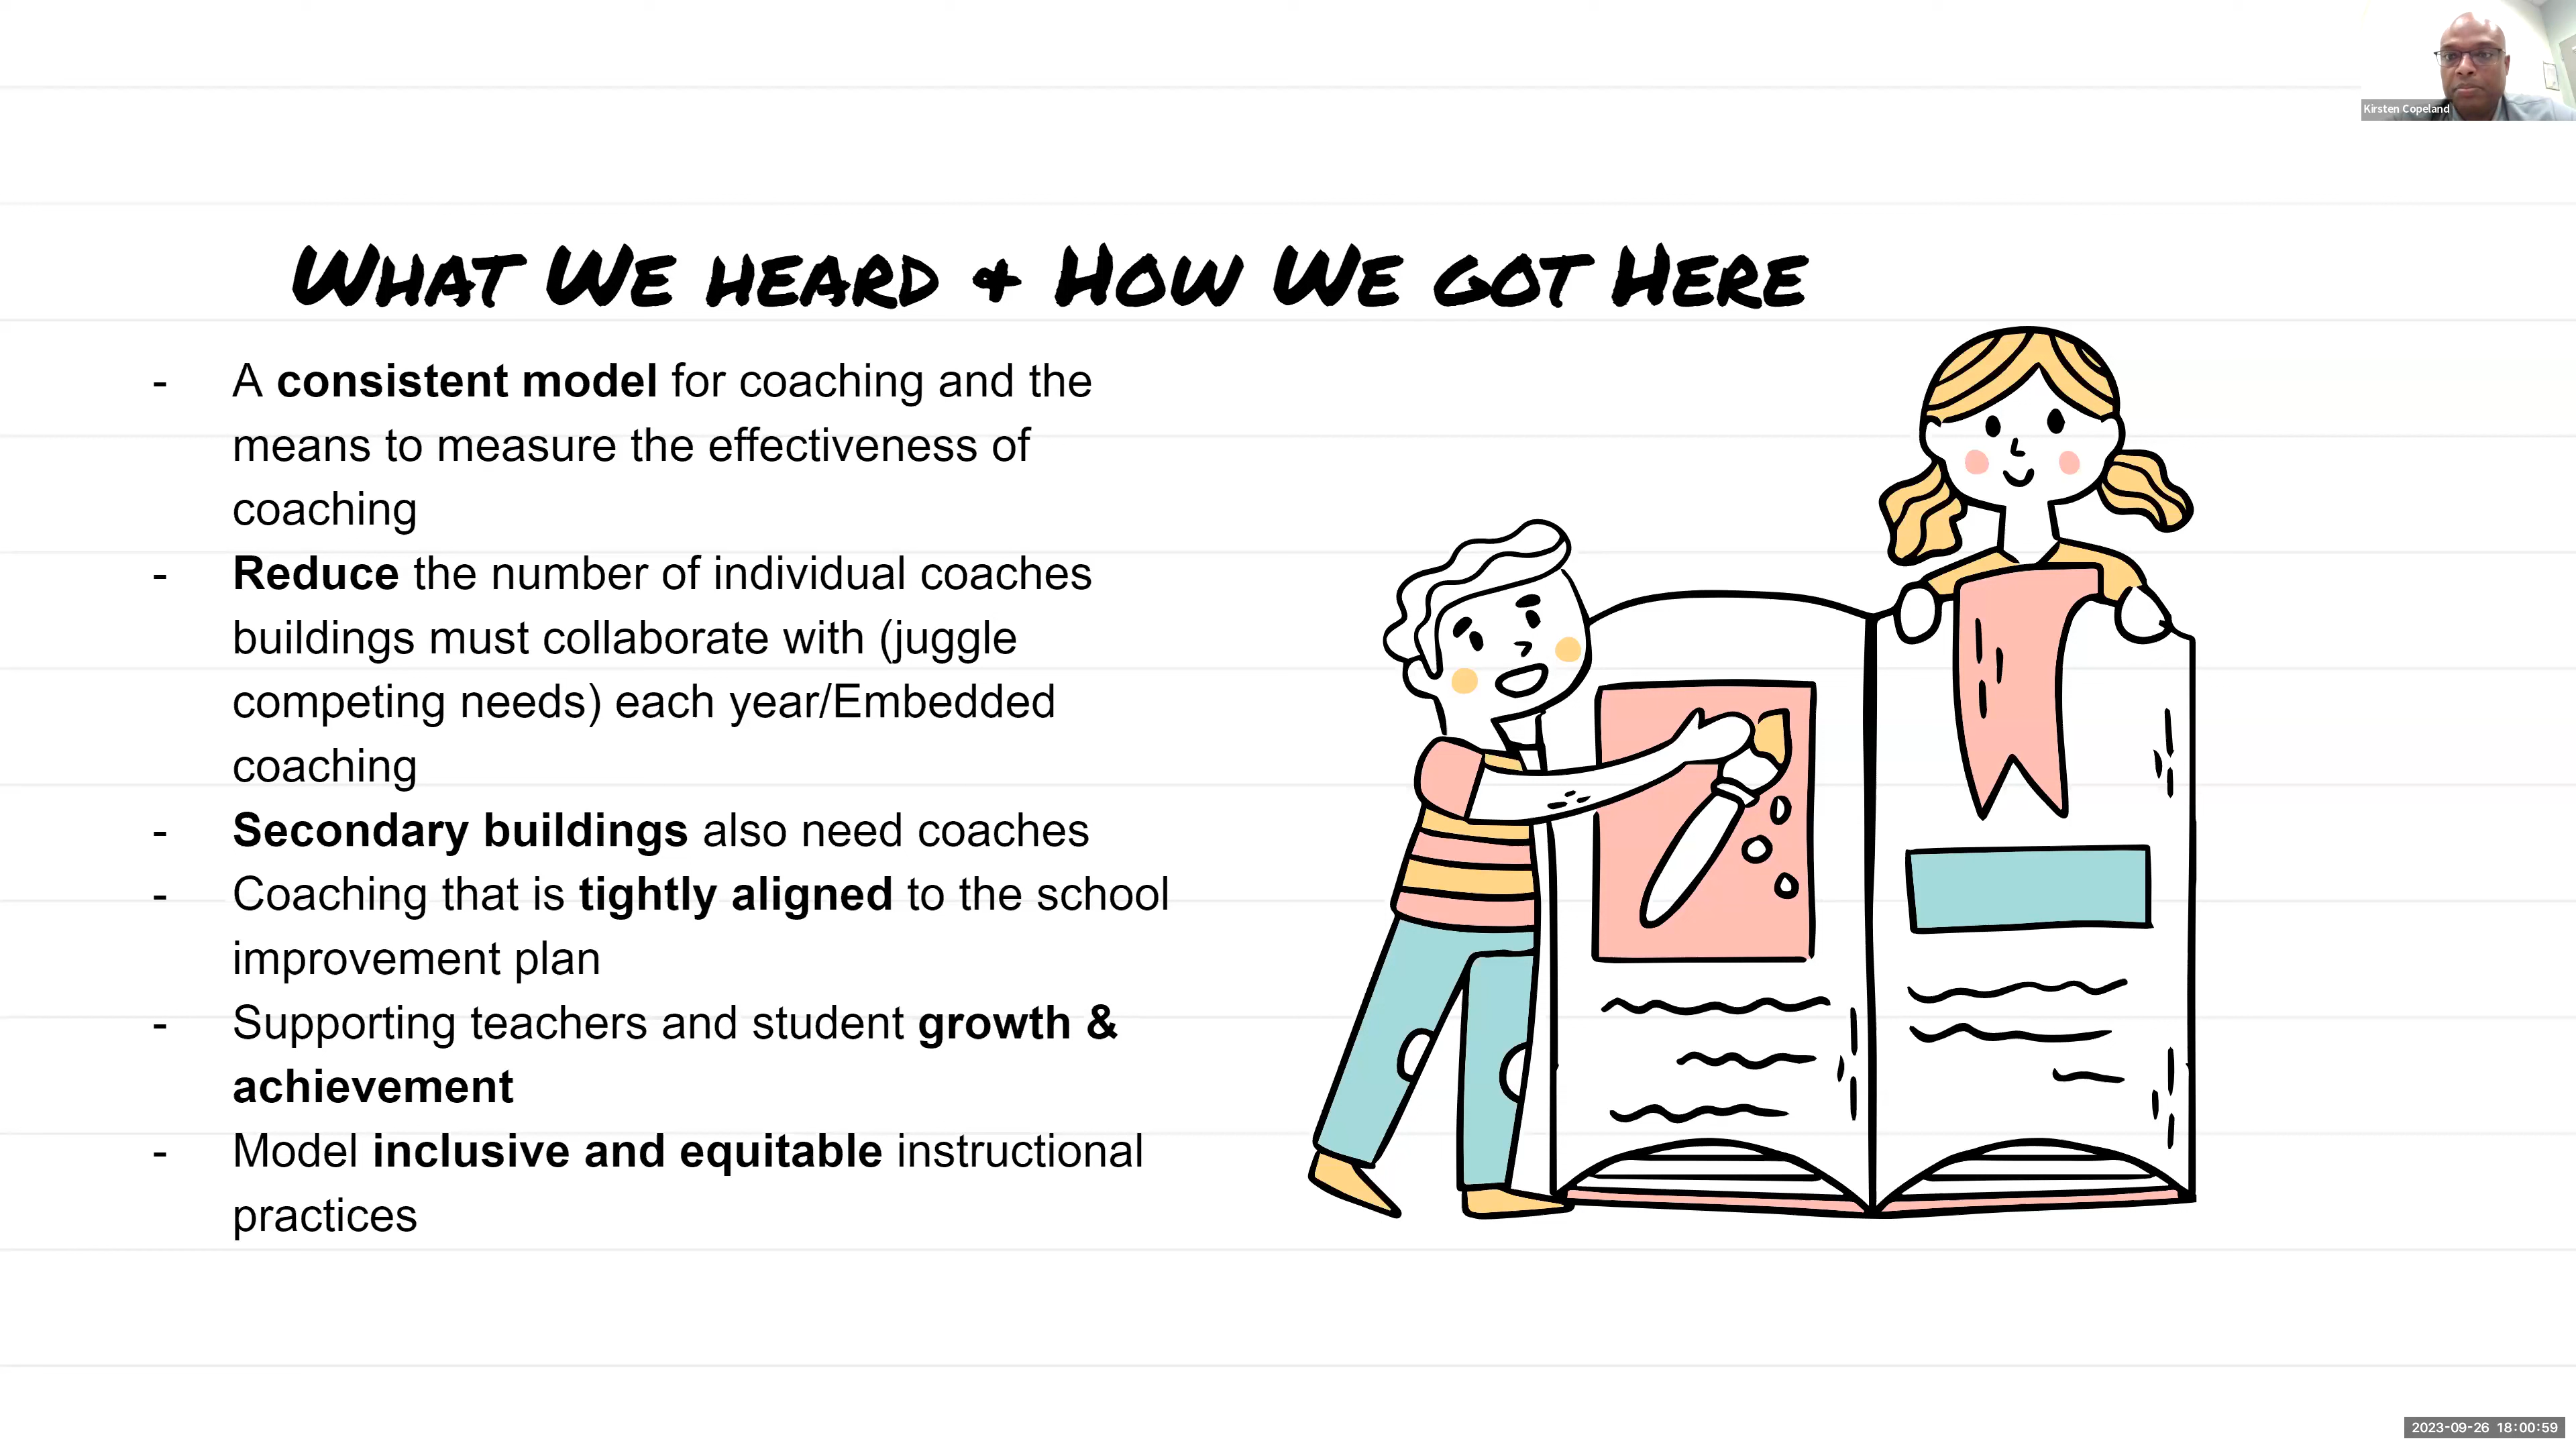 Kirsten Copeland
What We heard & How We got Here
- A consistent model for coaching and the
means to measure the effectiveness of
coaching
- Reduce the number of individual coaches
buildings must collaborate with (juggle
competing needs) each year/Embedded
coaching
- Secondary buildings also need coaches
- Coaching that is tightly aligned to the school
improvement plan
- Supporting teachers and student growth &
achievement
- Model inclusive and equitable instructional
practices
2023-09-26 18:00:59